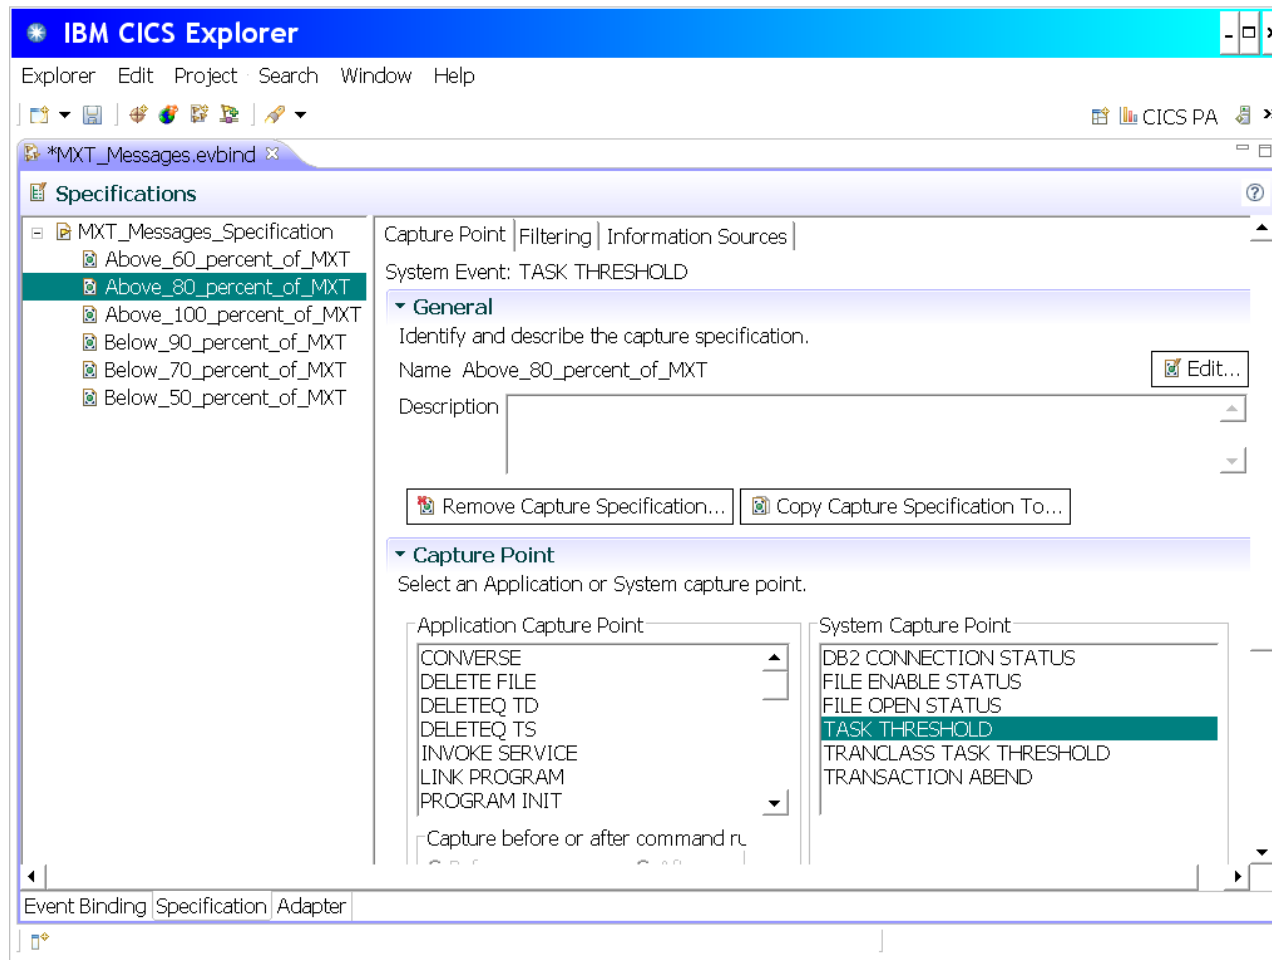 IBM CICS Explorer
Explorer Edit Project Search Window Help
CICS PA
*MXT_Messages.evbind
Specifications
MXT_Messages_Specification
Above_60_percent_of_MXT
Above_80_percent_of_MXT
Above_100_percent_of_MXT
Below_90_percent_of_MXT
Below_70_percent_of_MXT
Below_50_percent_of_MXT
Capture Point Filtering Information Sources
System Event: TASK THRESHOLD
General
Identify and describe the capture specification.
Name Above_80_percent_of_MXT
Edit...
Description
Remove Capture Specification... Copy Capture Specification To...
Capture Point
Select an Application or System capture point.
Application Capture Point
CONVERSE
DELETE FILE
DELETEQ TD
DELETEQ TS
INVOKE SERVICE
LINK PROGRAM
PROGRAM INIT
Capture before or after command
System Capture Point
DB2 CONNECTION STATUS
FILE ENABLE STATUS
FILE OPEN STATUS
TASK THRESHOLD
TRANCLASS TASK THRESHOLD
TRANSACTION ABEND
Event Binding Specification Adapter